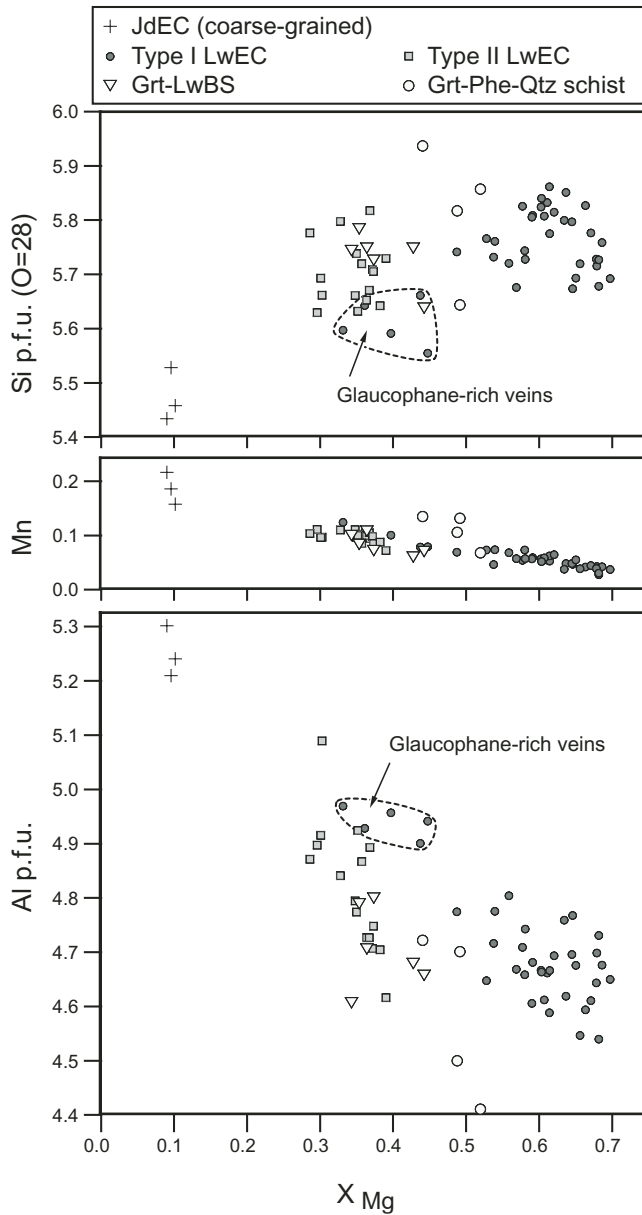 JdEC (coarse-grained)
Type I LwEC Type II LwEC
Grt-LwBS Grt-Phe-Qtz schist
6.0
5.9
5.8
5.7
5.6
5.5
5.4
Si p.f.u. (O=28)
Glaucophane-rich veins
0.2
0.1
0.0
Mn
5.3
5.2
5.1
5.0
4.9
4.8
4.7
4.6
4.5
4.4
Al p.f.u.
Glaucophane-rich veins
0.0 0.1 0.3 0.4 0.5 0.6 0.7
X Mg